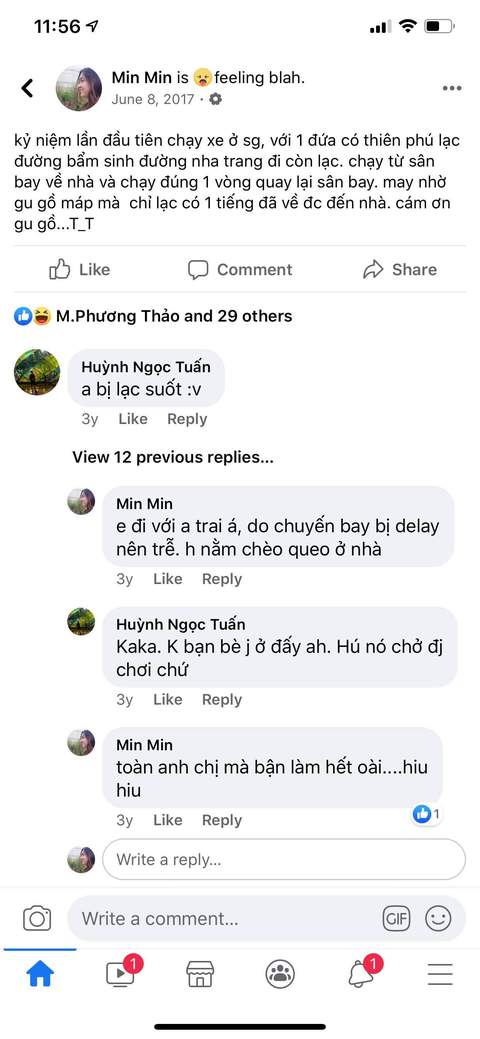 11:56
Min Min is feeling blah.
June 8, 2017 ·
kỷ niệm lần đầu tiên chạy xe ở sg, với 1 đứa có thiên phú lạc
đường bẩm sinh đường nha trang đi còn lạc. chạy từ sân
bay về nhà và chạy đúng 1 vòng quay lại sân bay. may nhờ
gu gồ máp mà  chỉ lạc có 1 tiếng đã về đc đến nhà. cám ơn
gu gồ...T_T
Like Comment Share
M.Phương Thảo and 29 others
Huỳnh Ngọc Tuấn
a bị lạc suốt :v
3y Like Reply
View 12 previous replies...
Min Min
e đi với a trai á, do chuyến bay bị delay
nên trễ. h nằm chèo queo ở nhà
3y Like Reply
Huỳnh Ngọc Tuấn
Kaka. K bạn bè j ở đấy ah. Hú nó chở đj
chơi chứ
3y Like Reply
Min Min
toàn anh chị mà bận làm hết oài....hiu
hiu
1
3y Like Reply
Write a reply...
Write a comment... GIF
1 1